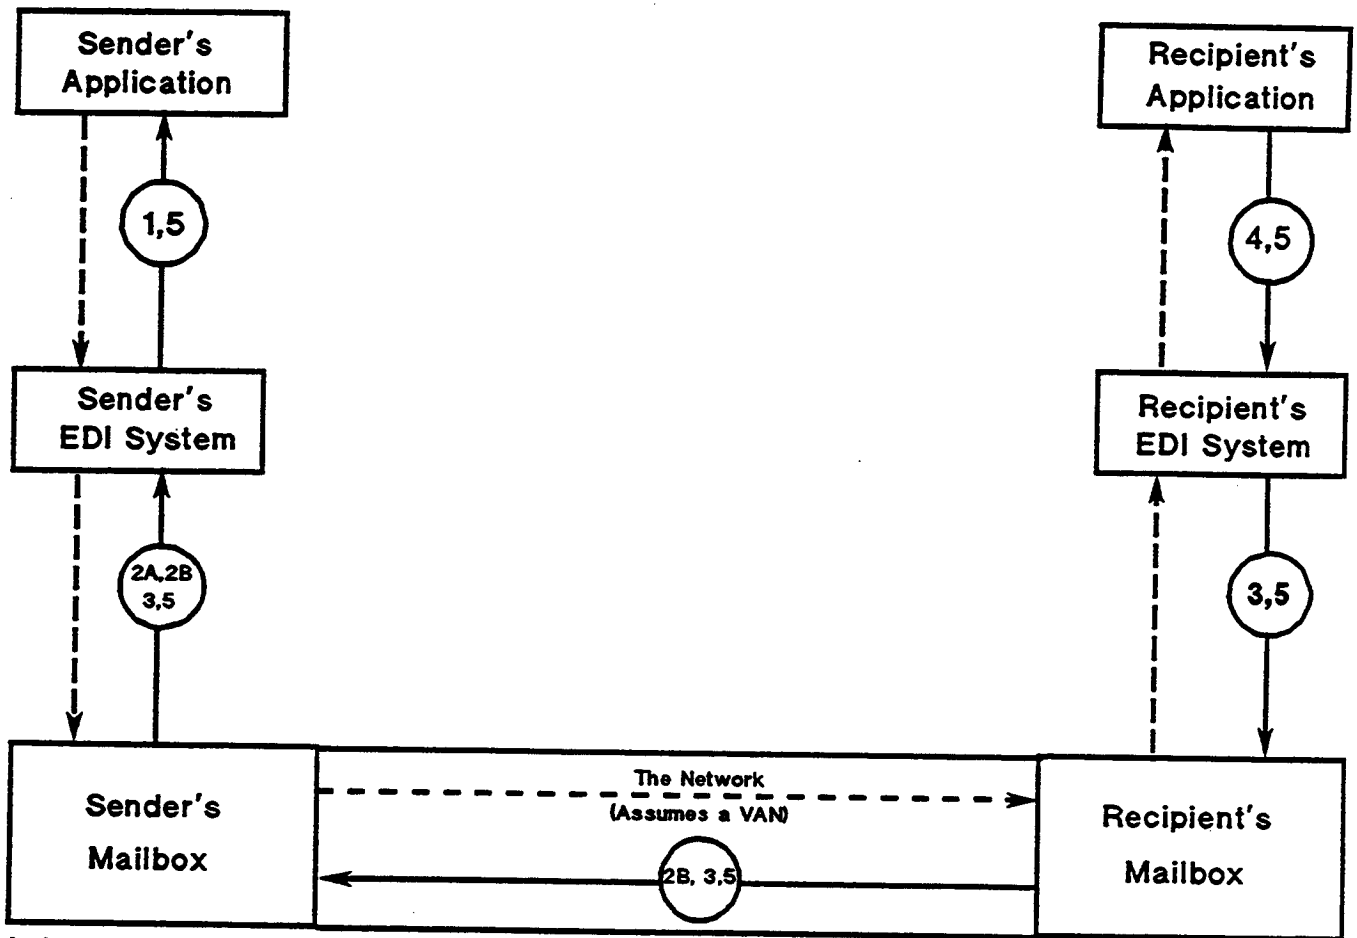 Sender's
Application
Recipient's
Application
1,5
4,5
Sender's
EDI System
Recipient's
EDI System
2A,2B
3,5
3,5
The Network
(Assumes a VAN)
Sender's
Mailbox
Recipient's
Mailbox
2B, 3,5